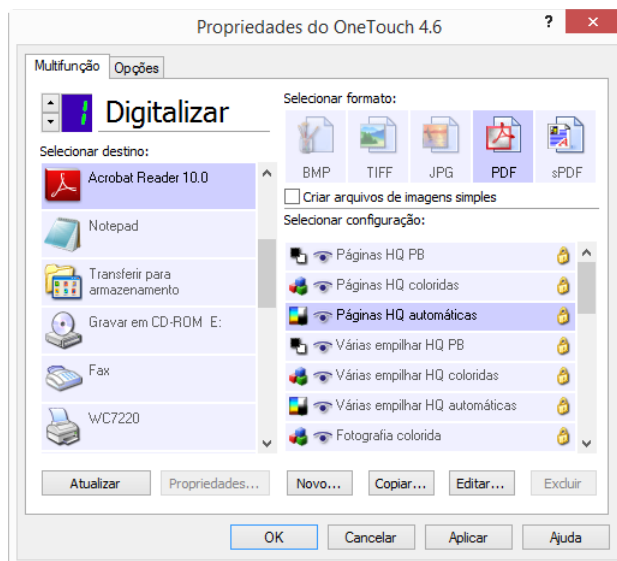 Propriedades do OneTouch 4.6
?
×
Multifunção
Opções
1
Digitalizar
Selecionar destino:
Acrobat Reader 10.0
Notepad
Transferir para
armazenamento
Gravar em CD-ROM E:
Fax
WC7220
Selecionar formato:
BMP
TIFF
JPG
PDF
sPDF
Criar arquivos de imagens simples
Selecionar configuração:
Páginas HQ PB
Páginas HQ coloridas
Páginas HQ automáticas
Várias empilhar HQ PB
Várias empilhar HQ coloridas
Várias empilhar HQ automáticas
Fotografia colorida
Atualizar
Propriedades...
Novo...
Copiar...
Editar...
Excluir
OK
Cancelar
Aplicar
Ajuda